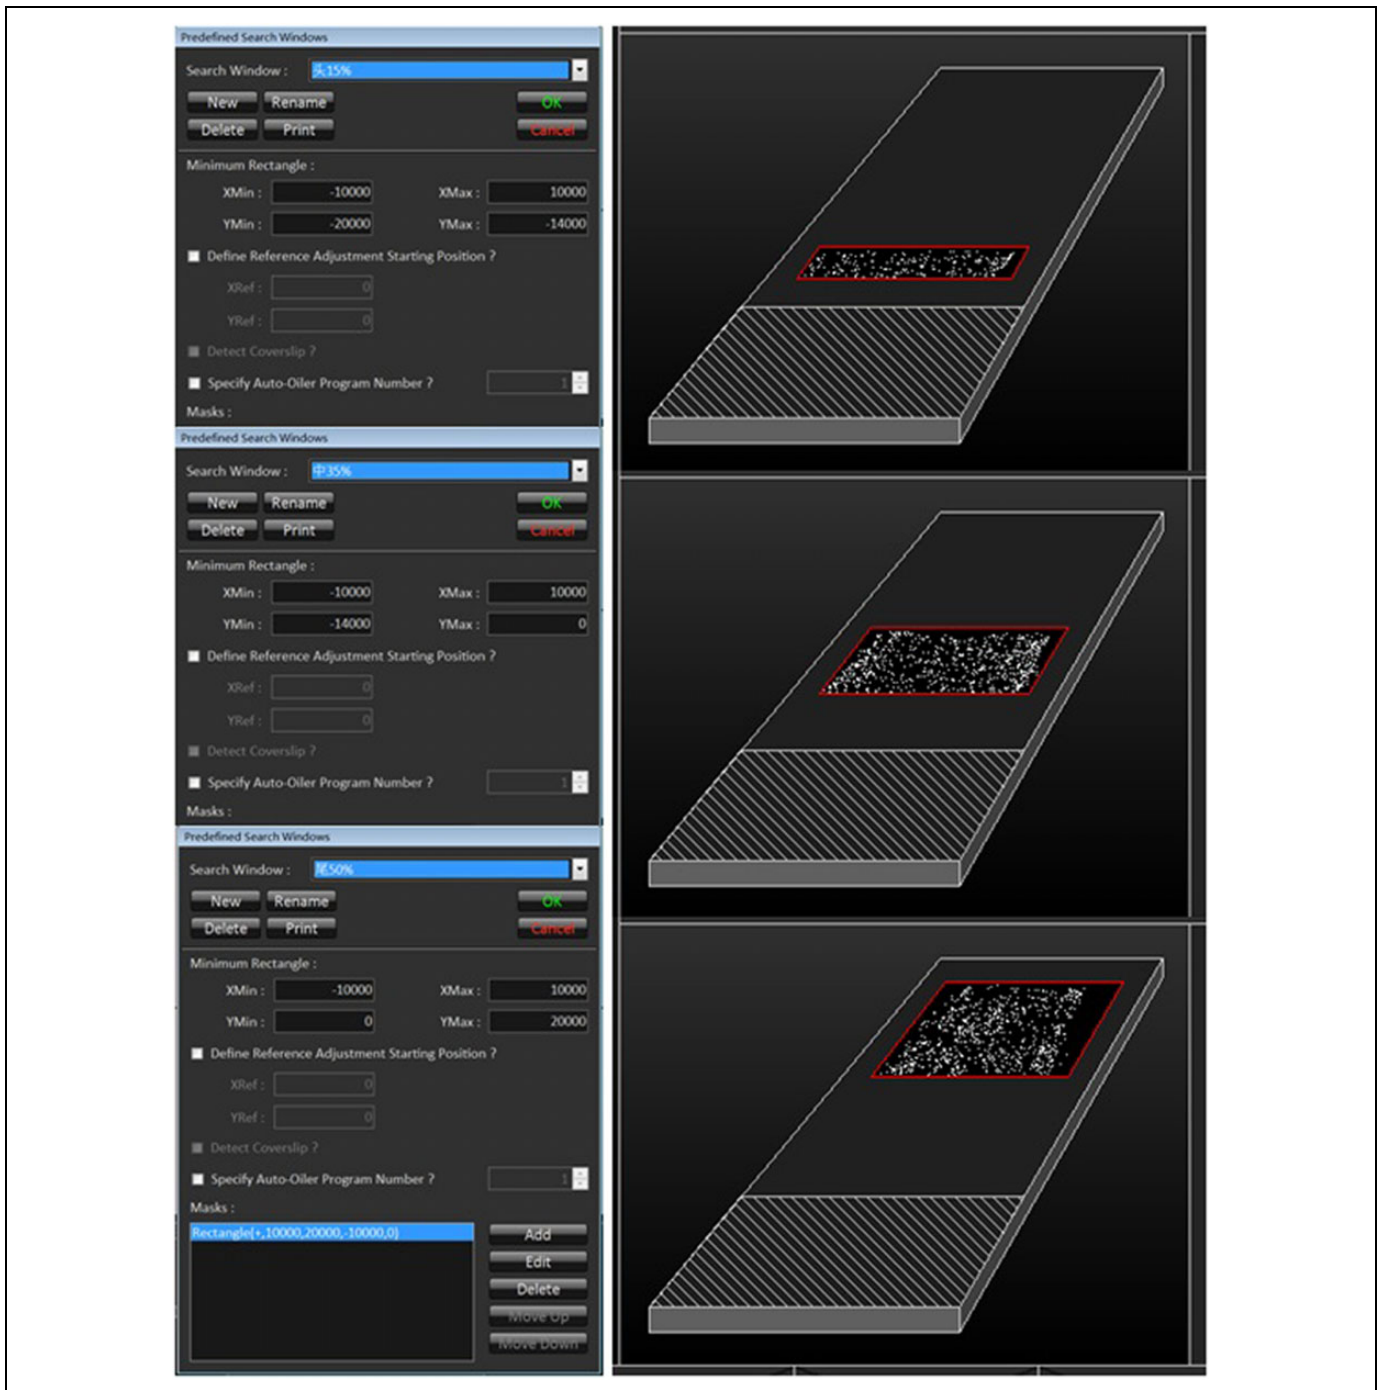 Predefined Search Windows
Search Window : 头15%
New Rename OK
Delete Print Cancel
Minimum Rectangle :
XMin : -10000 XMax : 10000
YMin : -20000 YMax : -14000
Define Reference Adjustment Starting Position ?
XRef : 0
YRef : 0
Detect Coverslip ?
Specify Auto-Oiler Program Number ? 1
Masks :
Predefined Search Windows
Search Window : 中35%
New Rename OK
Delete Print Cancel
Minimum Rectangle :
XMin : -10000 XMax : 10000
YMin : -14000 YMax : 0
Define Reference Adjustment Starting Position ?
XRef : 0
YRef : 0
Detect Coverslip ?
Specify Auto-Oiler Program Number ? 1
Masks :
Predefined Search Windows
Search Window : 尾50%
New Rename OK
Delete Print Cancel
Minimum Rectangle :
XMin : -10000 XMax : 10000
YMin : 0 YMax : 20000
Define Reference Adjustment Starting Position ?
XRef : 0
YRef : 0
Detect Coverslip ?
Specify Auto-Oiler Program Number ? 1
Masks :
Rectangle(+,10000,20000,-10000,0) Add
Edit
Delete
Move Up
Move Down